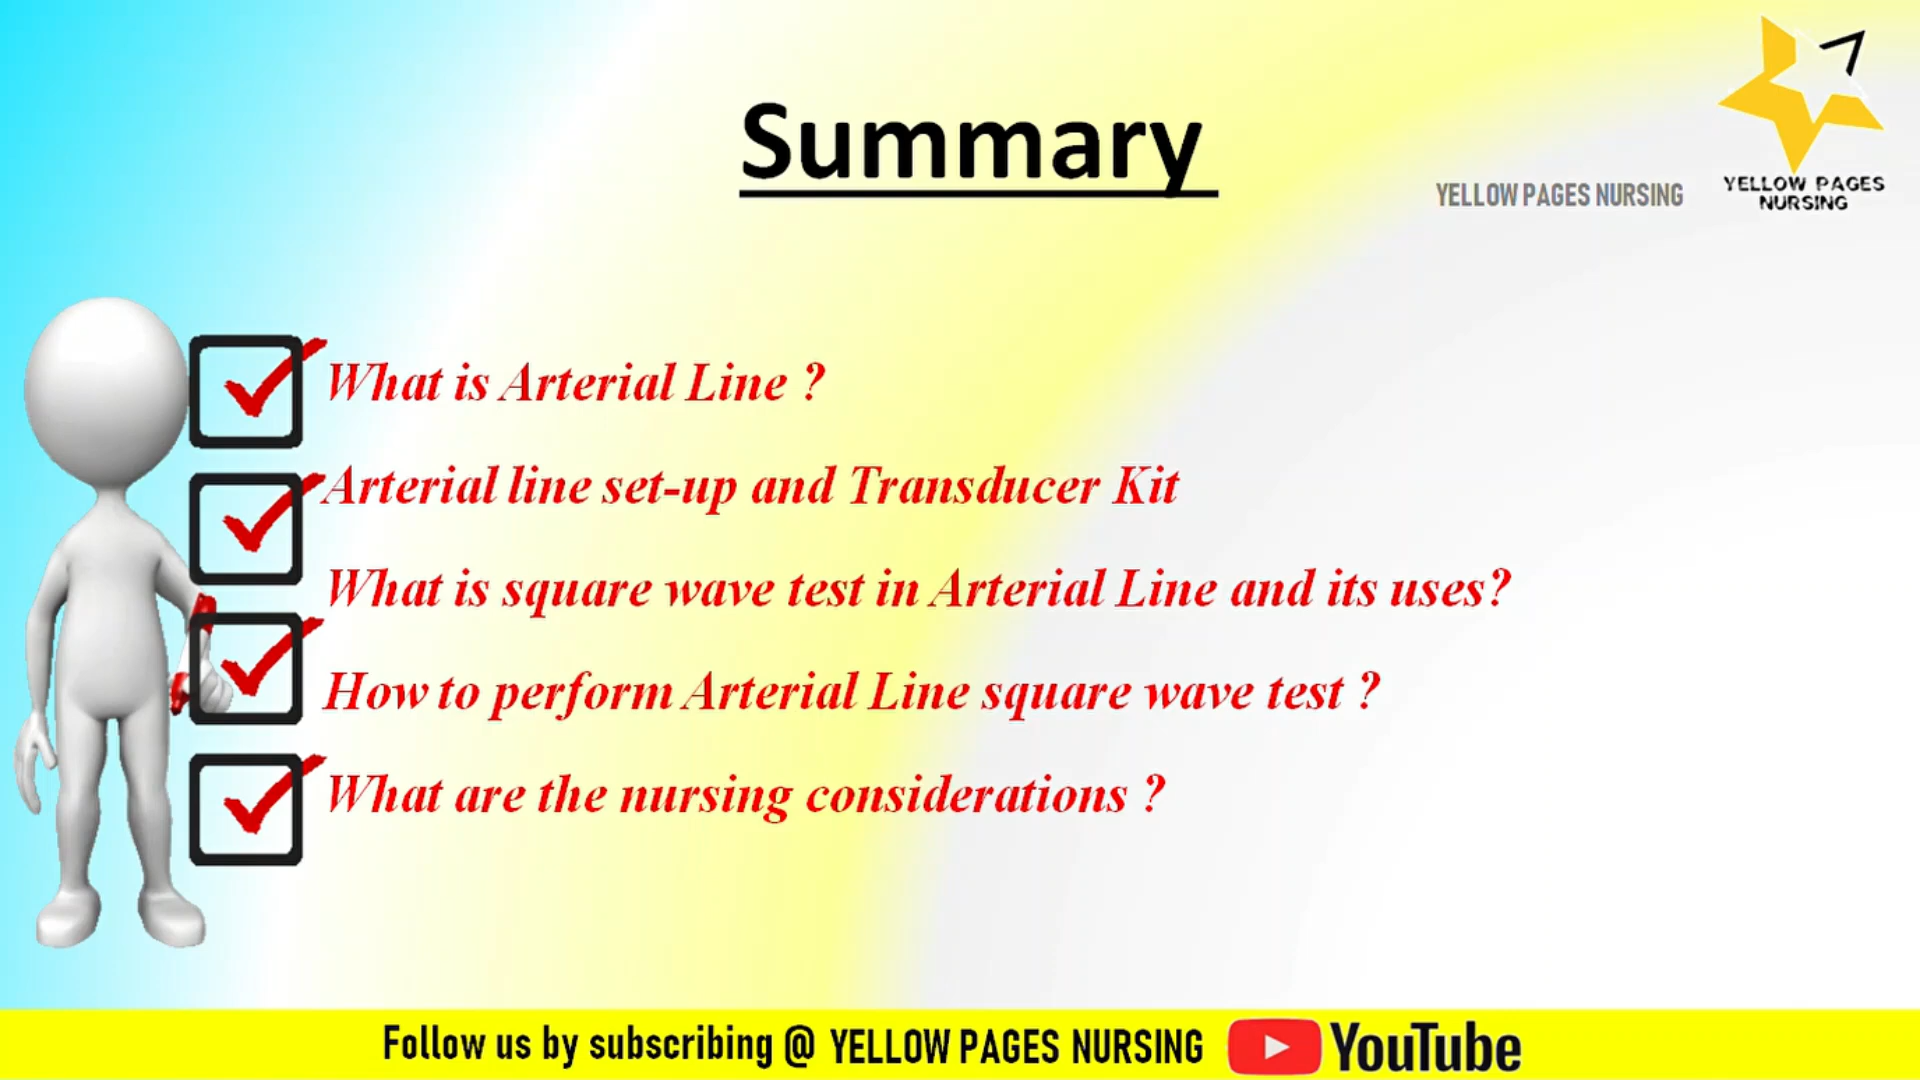 Summary
YELLOW PAGES NURSING
YELLOW PAGES
NURSING
What is Arterial Line ?
Arterial line set-up and Transducer Kit
What is square wave test in Arterial Line and its uses?
How to perform Arterial Line square wave test ?
What are the nursing considerations ?
Follow us by subscribing @ YELLOW PAGES NURSING YouTube